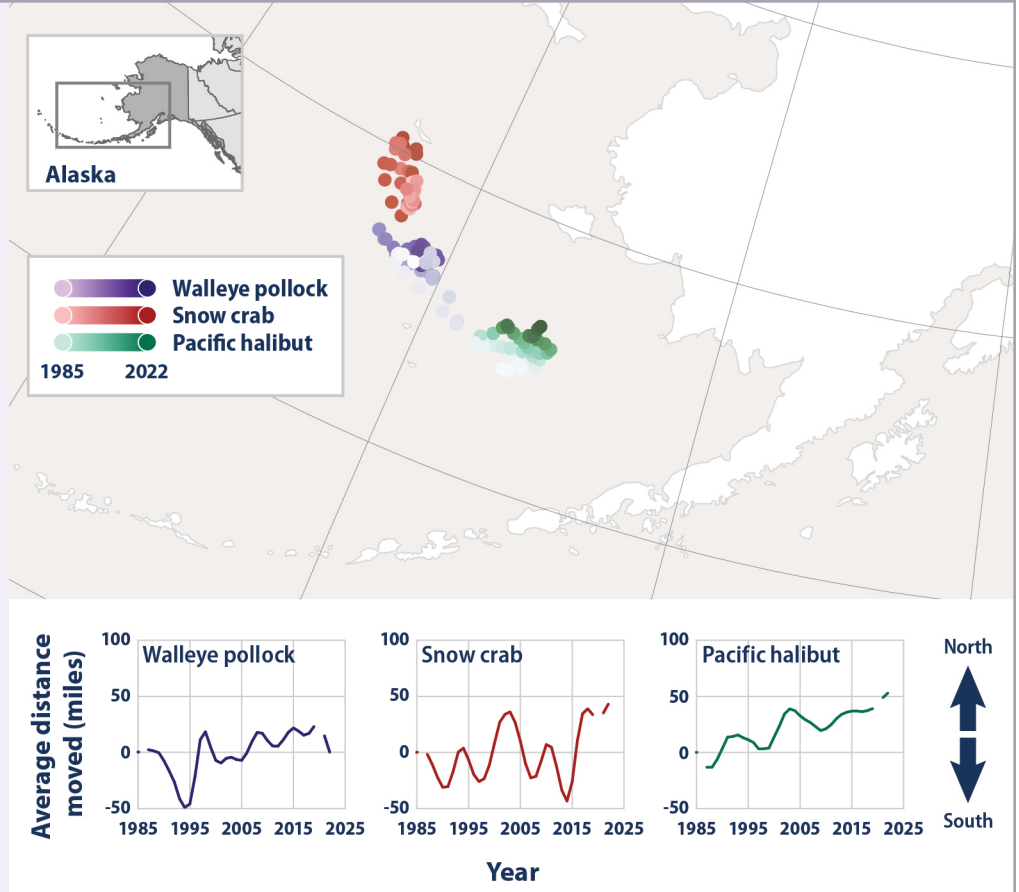 Alaska
Walleye pollock
Snow crab
Pacific halibut
1985 2022
Average distance
moved (miles)
100
50
0
-50
Walleye pollock
1985 1995 2005 2015 2025
100
50
0
-50
Snow crab
1985 1995 2005 2015 2025
100
50
0
-50
Pacific halibut
1985 1995 2005 2015 2025
North
South
Year